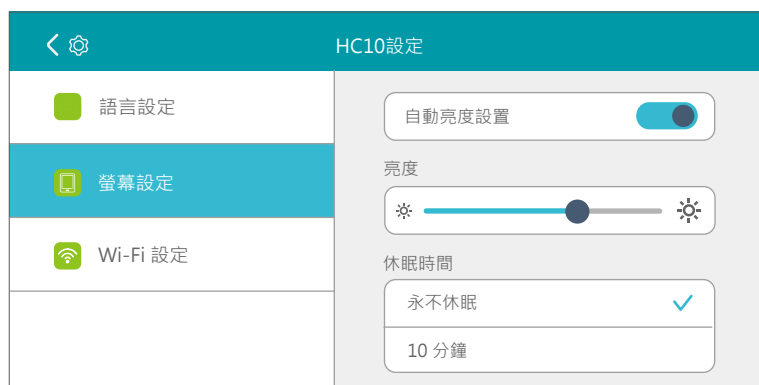 HC10設定
語言設定
螢幕設定
Wi-Fi 設定
自動亮度設置
亮度
休眠時間
永不休眠
10 分鐘